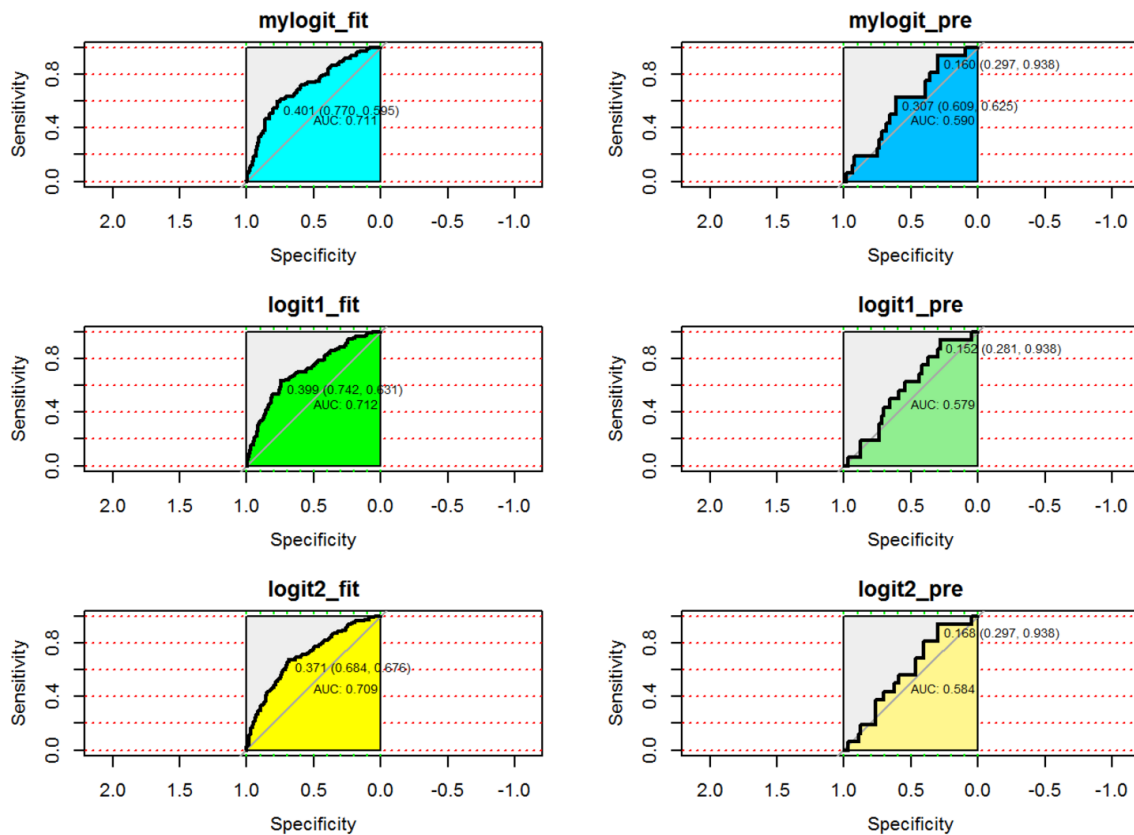 mylogit_fit
Sensitivity
0.8
0.4
0.0
0.401 (0.770, 0.595)
AUC: 0.711
2.0 1.5 1.0 0.5 0.0 -0.5 -1.0
Specificity
mylogit_pre
Sensitivity
0.8
0.4
0.0
0.160 (0.297, 0.938)
0.307 (0.609, 0.625)
AUC: 0.590
2.0 1.5 1.0 0.5 0.0 -0.5 -1.0
Specificity
logit1_fit
Sensitivity
0.8
0.4
0.0
0.399 (0.742, 0.631)
AUC: 0.712
2.0 1.5 1.0 0.5 0.0 -0.5 -1.0
Specificity
logit1_pre
Sensitivity
0.8
0.4
0.0
0.152 (0.281, 0.938)
AUC: 0.579
2.0 1.5 1.0 0.5 0.0 -0.5 -1.0
Specificity
logit2_fit
Sensitivity
0.8
0.4
0.0
0.371 (0.684, 0.676)
AUC: 0.709
2.0 1.5 1.0 0.5 0.0 -0.5 -1.0
Specificity
logit2_pre
Sensitivity
0.8
0.4
0.0
0.168 (0.297, 0.938)
AUC: 0.584
2.0 1.5 1.0 0.5 0.0 -0.5 -1.0
Specificity